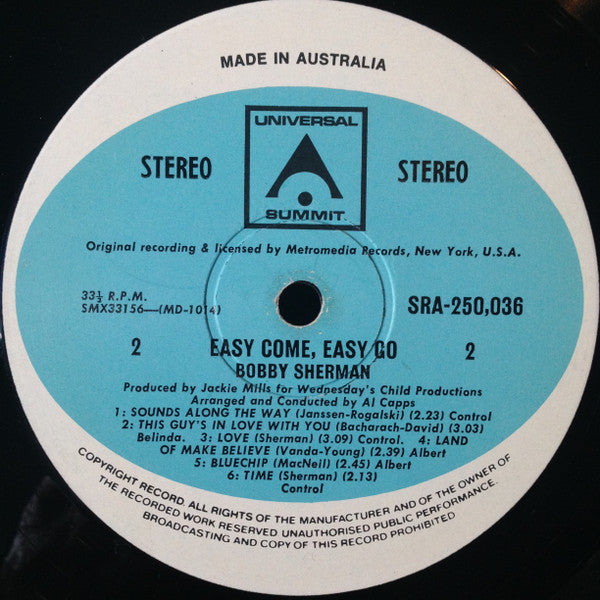 MADE IN AUSTRALIA
UNIVERSAL
SUMMIT
STEREO
STEREO
Original recording & licensed by Metromedia Records, New York, U.S.A.
33⅓ R.P.M.
SMX33156—(MD-1014)
SRA-250,036
2 EASY COME, EASY GO 2
BOBBY SHERMAN
Produced by Jackie Mills for Wednesday's Child Productions
Arranged and Conducted by Al Capps
1: SOUNDS ALONG THE WAY (Janssen-Rogalski) (2.23) Control
2: THIS GUY'S IN LOVE WITH YOU (Bacharach-David) (3.03)
Belinda. 3: LOVE (Sherman) (3.09) Control. 4: LAND
OF MAKE BELIEVE (Vanda-Young) (2.39) Albert
5: BLUECHIP (MacNeil) (2.45) Albert
6: TIME (Sherman) (2.13)
Control
COPYRIGHT RECORD. ALL RIGHTS OF THE MANUFACTURER AND OF THE OWNER OF
THE RECORDED WORK RESERVED UNAUTHORISED PUBLIC PERFORMANCE.
BROADCASTING AND COPY OF THIS RECORD PROHIBITED